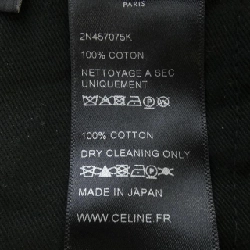 PARIS
2N457075K
100% COTON
NETTOYAGE A SEC
UNIQUEMENT
100% COTTON
DRY CLEANING ONLY
MADE IN JAPAN
WWW.CELINE.FR